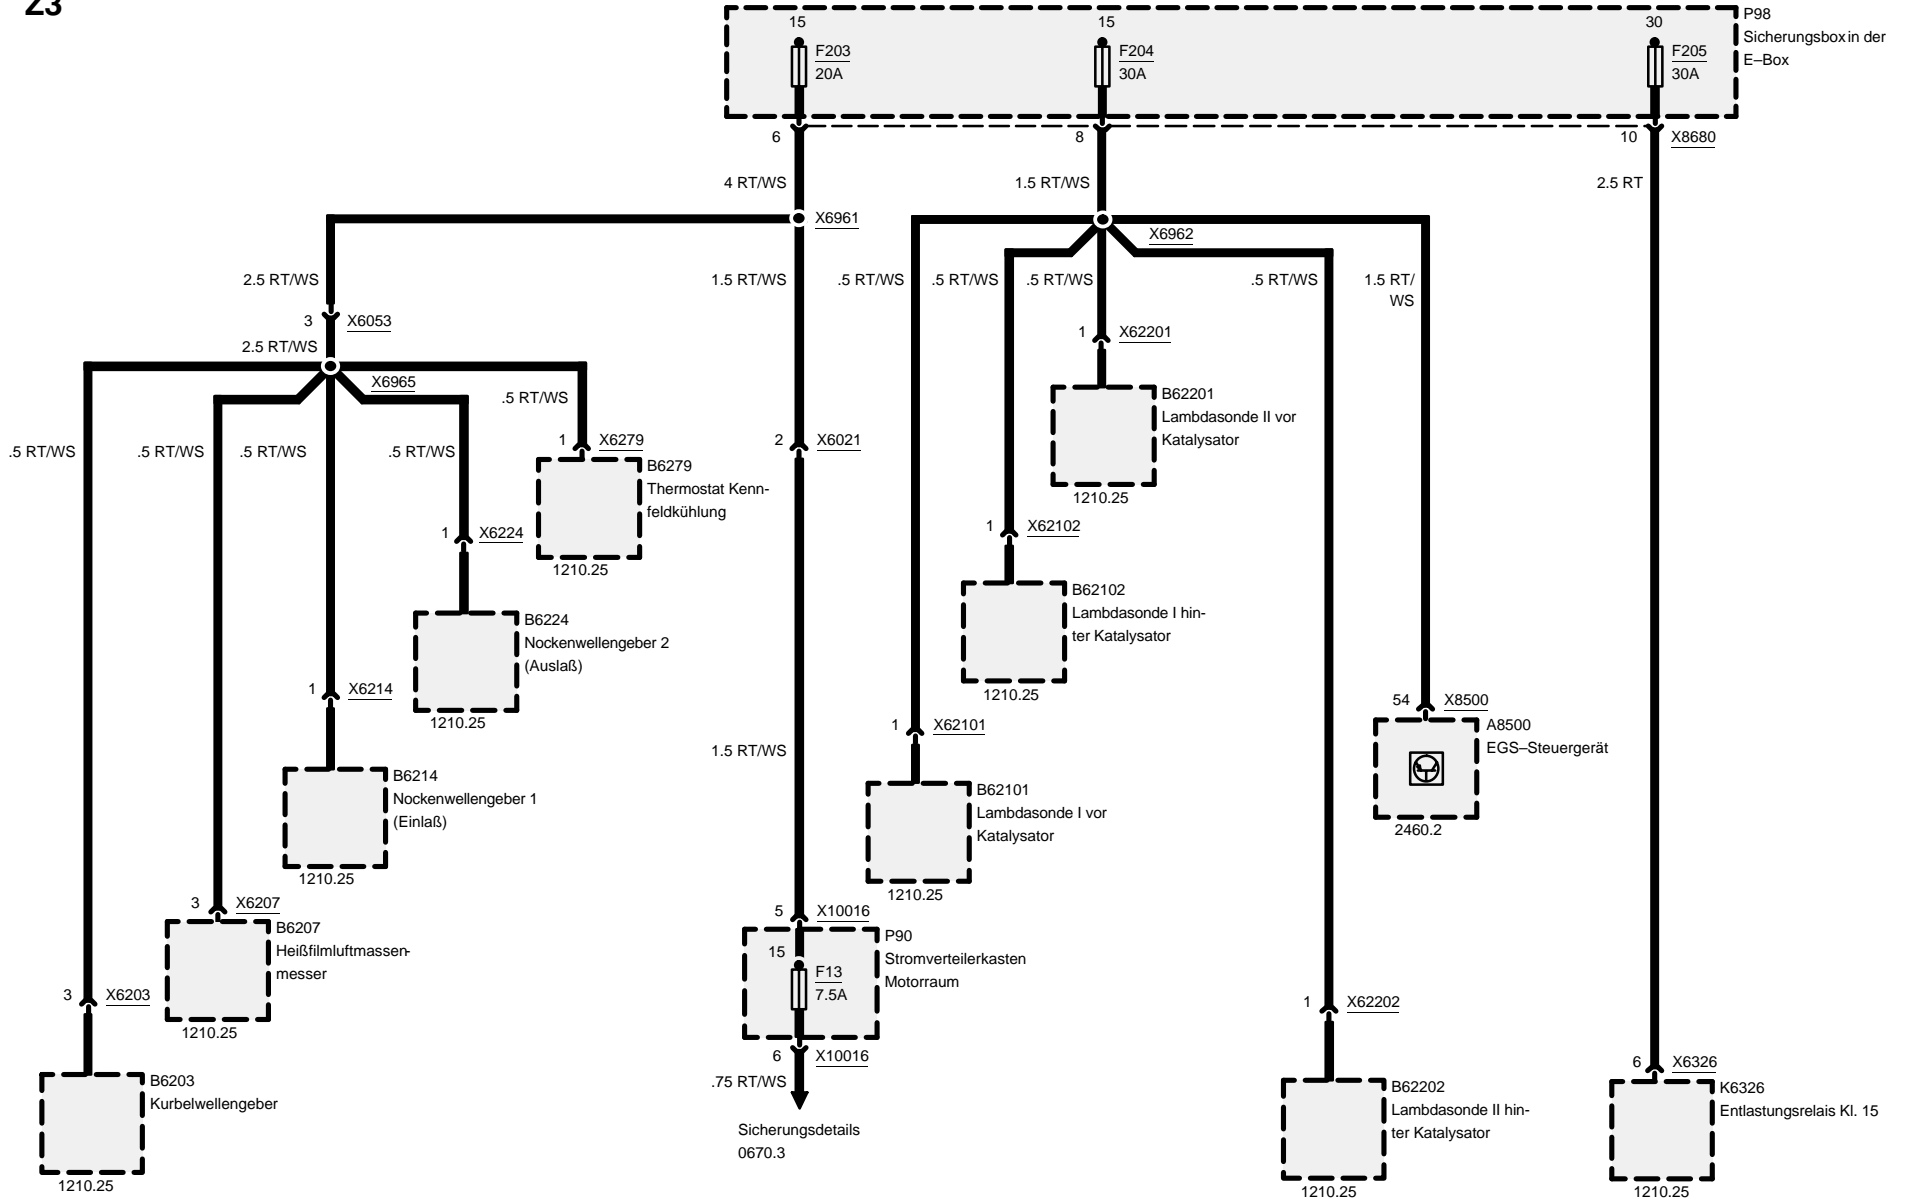 Z3
15
15
30
P98
Sicherungsbox in der
E–Box
F203
20A
F204
30A
F205
30A
6
8
10
X8680
4 RT/WS
1.5 RT/WS
2.5 RT
X6961
X6962
2.5 RT/WS
1.5 RT/WS
.5 RT/WS
.5 RT/WS
.5 RT/WS
.5 RT/WS
1.5 RT/
WS
3
X6053
2.5 RT/WS
X6965
1
X62201
.5 RT/WS
B62201
Lambdasonde II vor
Katalysator
1210.25
.5 RT/WS
.5 RT/WS
.5 RT/WS
.5 RT/WS
1
X6279
2
X6021
B6279
Thermostat Kenn-
feldkühlung
1210.25
1
X6224
1
X62102
B6224
Nockenwellengeber 2
(Auslaß)
1210.25
B62102
Lambdasonde I hin-
ter Katalysator
1210.25
1
X6214
54
X8500
A8500
EGS–Steuergerät
2460.2
1
X62101
1.5 RT/WS
B6214
Nockenwellengeber 1
(Einlaß)
1210.25
B62101
Lambdasonde I vor
Katalysator
1210.25
3
X6207
5
X10016
B6207
Heißfilmluftmassen-
messer
1210.25
P90
Stromverteilerkasten
Motorraum
15
F13
7.5A
3
X6203
1
X62202
6
X10016
6
X6326
.75 RT/WS
B6203
Kurbelwellengeber
1210.25
Sicherungsdetails
0670.3
B62202
Lambdasonde II hin-
ter Katalysator
1210.25
K6326
Entlastungsrelais Kl. 15
1210.25